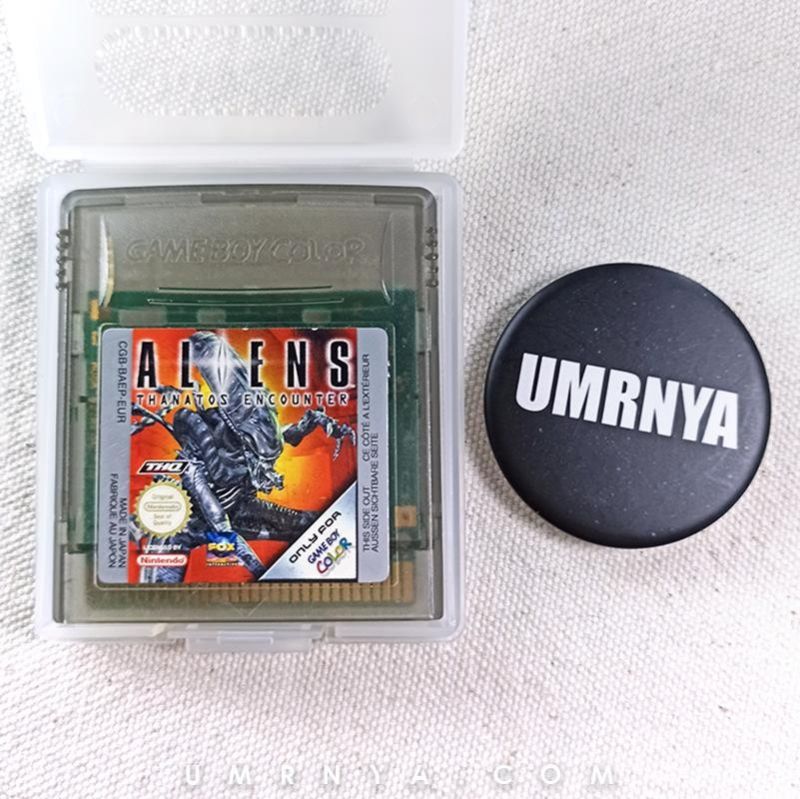 GAME BOY COLOR
ALIENS
THANATOS ENCOUNTER
CGB-BAEP-EUR
THQ
Original
Nintendo
Seal of
Quality
MADE IN JAPAN
FABRIQUÉ AU JAPON
LICENSED BY
Nintendo
FOX
INTERACTIVE
ONLY FOR
GAME BOY
COLOR
THIS SIDE OUT CE CÔTÉ A L'EXTÉRIEUR
AUSSEN SICHTBARE SEITE
UMRNYA
UMRNYA.COM